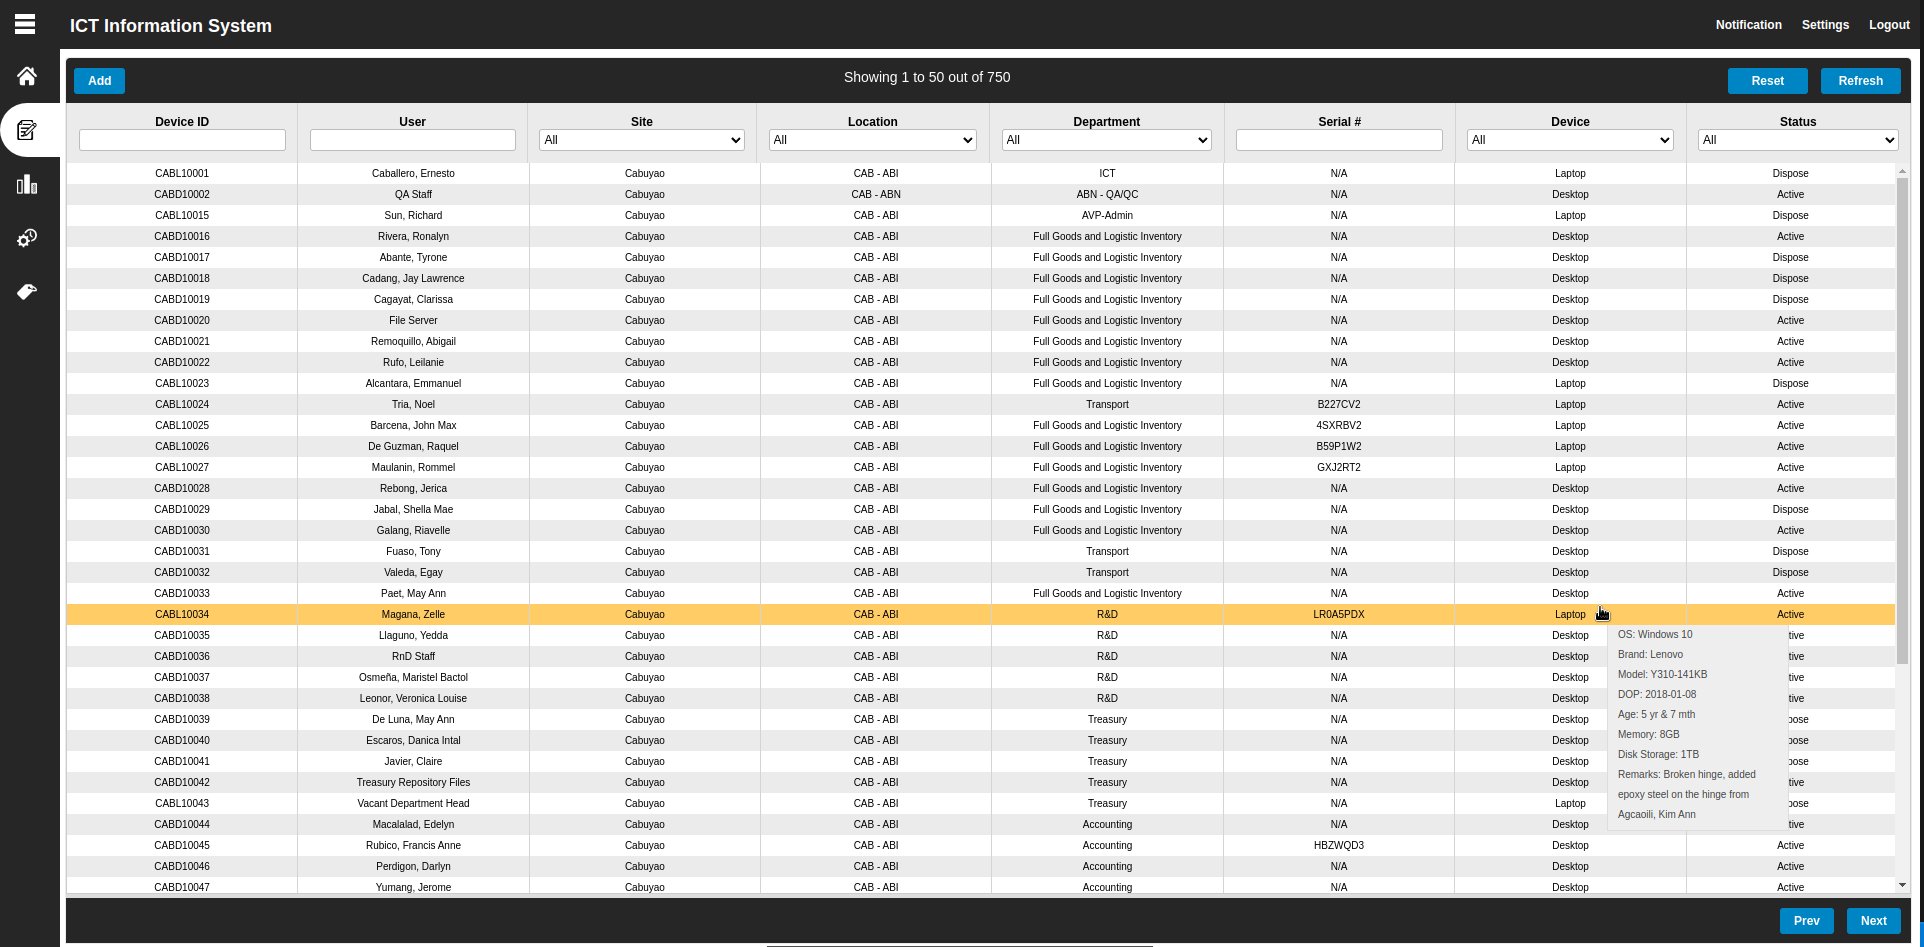 ICT Information System
Notification Settings Logout
Add Showing 1 to 50 out of 750 Reset Refresh
Device ID User Site Location Department Serial # Device Status
All All All All All
CABL10001 Caballero, Ernesto Cabuyao CAB - ABI ICT N/A Laptop Dispose
CABD10002 QA Staff Cabuyao CAB - ABN ABN - QA/QC N/A Desktop Active
CABL10015 Sun, Richard Cabuyao CAB - ABI AVP-Admin N/A Laptop Dispose
CABD10016 Rivera, Ronalyn Cabuyao CAB - ABI Full Goods and Logistic Inventory N/A Desktop Active
CABD10017 Abante, Tyrone Cabuyao CAB - ABI Full Goods and Logistic Inventory N/A Desktop Dispose
CABD10018 Cadang, Jay Lawrence Cabuyao CAB - ABI Full Goods and Logistic Inventory N/A Desktop Dispose
CABD10019 Cagayat, Clarissa Cabuyao CAB - ABI Full Goods and Logistic Inventory N/A Desktop Dispose
CABD10020 File Server Cabuyao CAB - ABI Full Goods and Logistic Inventory N/A Desktop Active
CABD10021 Remoquillo, Abigail Cabuyao CAB - ABI Full Goods and Logistic Inventory N/A Desktop Active
CABD10022 Rufo, Leilanie Cabuyao CAB - ABI Full Goods and Logistic Inventory N/A Desktop Active
CABL10023 Alcantara, Emmanuel Cabuyao CAB - ABI Full Goods and Logistic Inventory N/A Laptop Dispose
CABL10024 Tria, Noel Cabuyao CAB - ABI Transport B227CV2 Laptop Active
CABL10025 Barcena, John Max Cabuyao CAB - ABI Full Goods and Logistic Inventory 4SXRBV2 Laptop Active
CABL10026 De Guzman, Raquel Cabuyao CAB - ABI Full Goods and Logistic Inventory B59P1W2 Laptop Active
CABL10027 Maulanin, Rommel Cabuyao CAB - ABI Full Goods and Logistic Inventory GXJ2RT2 Laptop Active
CABD10028 Rebong, Jerica Cabuyao CAB - ABI Full Goods and Logistic Inventory N/A Desktop Active
CABD10029 Jabal, Shella Mae Cabuyao CAB - ABI Full Goods and Logistic Inventory N/A Desktop Dispose
CABD10030 Galang, Riavelle Cabuyao CAB - ABI Full Goods and Logistic Inventory N/A Desktop Active
CABD10031 Fuaso, Tony Cabuyao CAB - ABI Transport N/A Desktop Dispose
CABD10032 Valeda, Egay Cabuyao CAB - ABI Transport N/A Desktop Dispose
CABD10033 Paet, May Ann Cabuyao CAB - ABI Full Goods and Logistic Inventory N/A Desktop Active
CABL10034 Magana, Zelle Cabuyao CAB - ABI R&D LR0A5PDX Laptop Active
CABD10035 Llaguno, Yedda Cabuyao CAB - ABI R&D N/A Desktop tive
CABD10036 RnD Staff Cabuyao CAB - ABI R&D N/A Desktop tive
CABD10037 Osmeña, Maristel Bactol Cabuyao CAB - ABI R&D N/A Desktop tive
CABD10038 Leonor, Veronica Louise Cabuyao CAB - ABI R&D N/A Desktop tive
CABD10039 De Luna, May Ann Cabuyao CAB - ABI Treasury N/A Desktop pose
CABD10040 Escaros, Danica Intal Cabuyao CAB - ABI Treasury N/A Desktop pose
CABD10041 Javier, Claire Cabuyao CAB - ABI Treasury N/A Desktop pose
CABD10042 Treasury Repository Files Cabuyao CAB - ABI Treasury N/A Desktop tive
CABL10043 Vacant Department Head Cabuyao CAB - ABI Treasury N/A Laptop pose
CABD10044 Macalalad, Edelyn Cabuyao CAB - ABI Accounting N/A Desktop tive
CABD10045 Rubico, Francis Anne Cabuyao CAB - ABI Accounting HBZWQD3 Desktop Active
CABD10046 Perdigon, Darlyn Cabuyao CAB - ABI Accounting N/A Desktop Active
CABD10047 Yumang, Jerome Cabuyao CAB - ABI Accounting N/A Desktop Active
OS: Windows 10
Brand: Lenovo
Model: Y310-141KB
DOP: 2018-01-08
Age: 5 yr & 7 mth
Memory: 8GB
Disk Storage: 1TB
Remarks: Broken hinge, added
epoxy steel on the hinge from
Agcaoili, Kim Ann
Prev Next